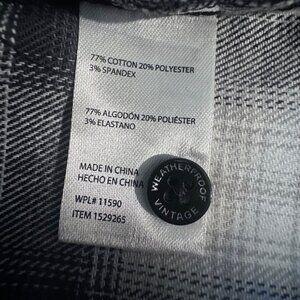 77% COTTON 20% POLYESTER
3% SPANDEX
77% ALGODÓN 20% POLIÉSTER
3% ELASTANO
MADE IN CHINA
HECHO EN CHINA
WPL# 11590
ITEM 1529265
WEATHERPROOF
VINTAGE